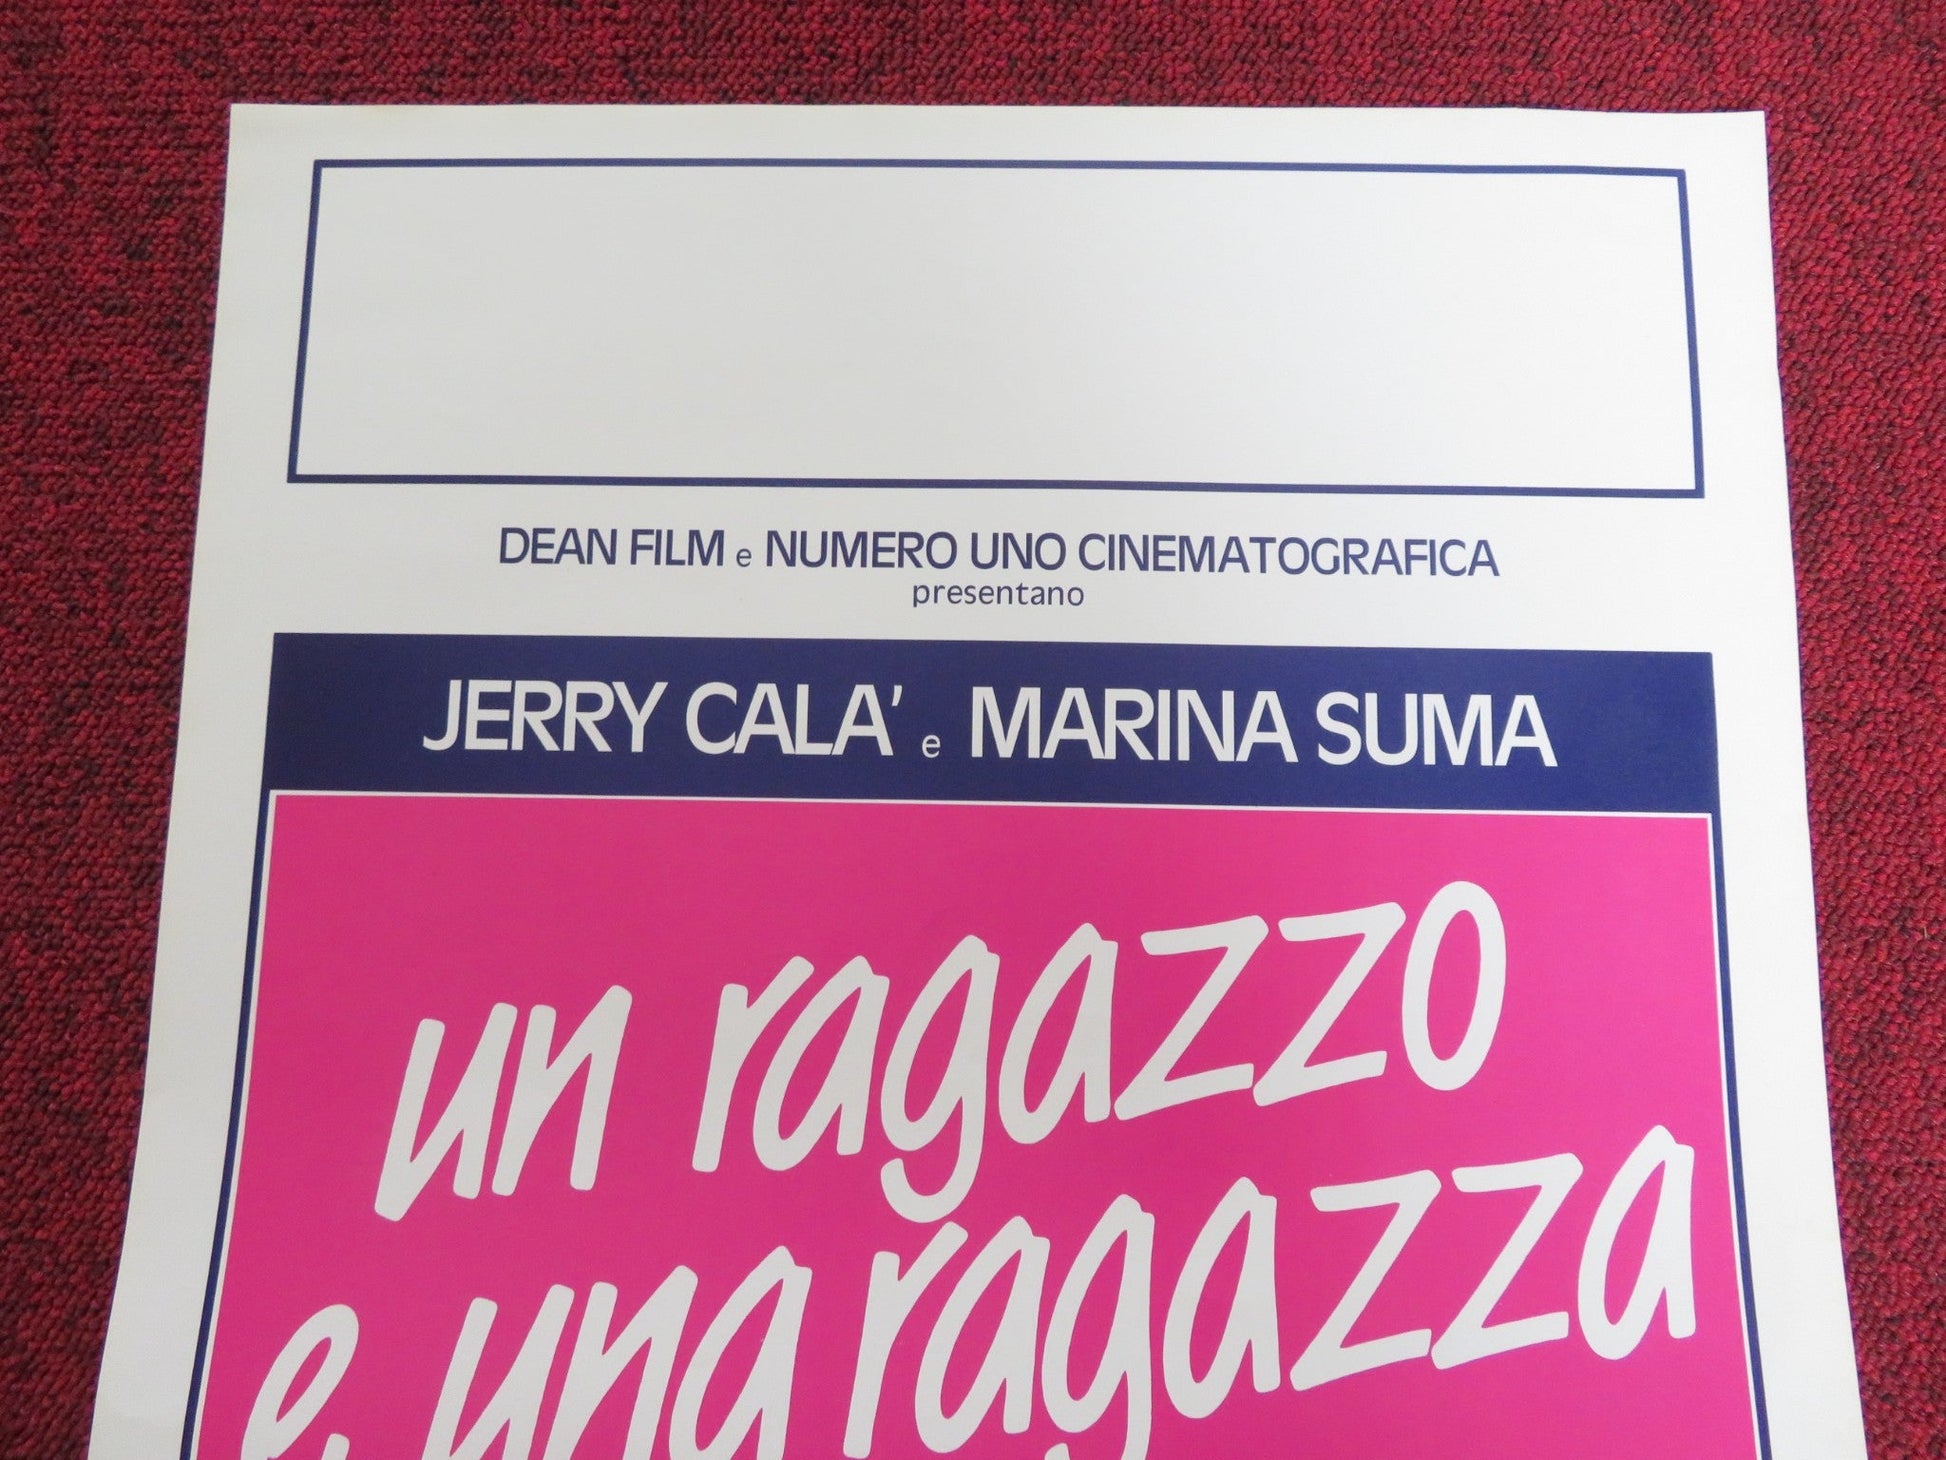 DEAN FILM e NUMERO UNO CINEMATOGRAFICA
presentano
JERRY CALA' e MARINA SUMA
un ragazzo
e una ragazza